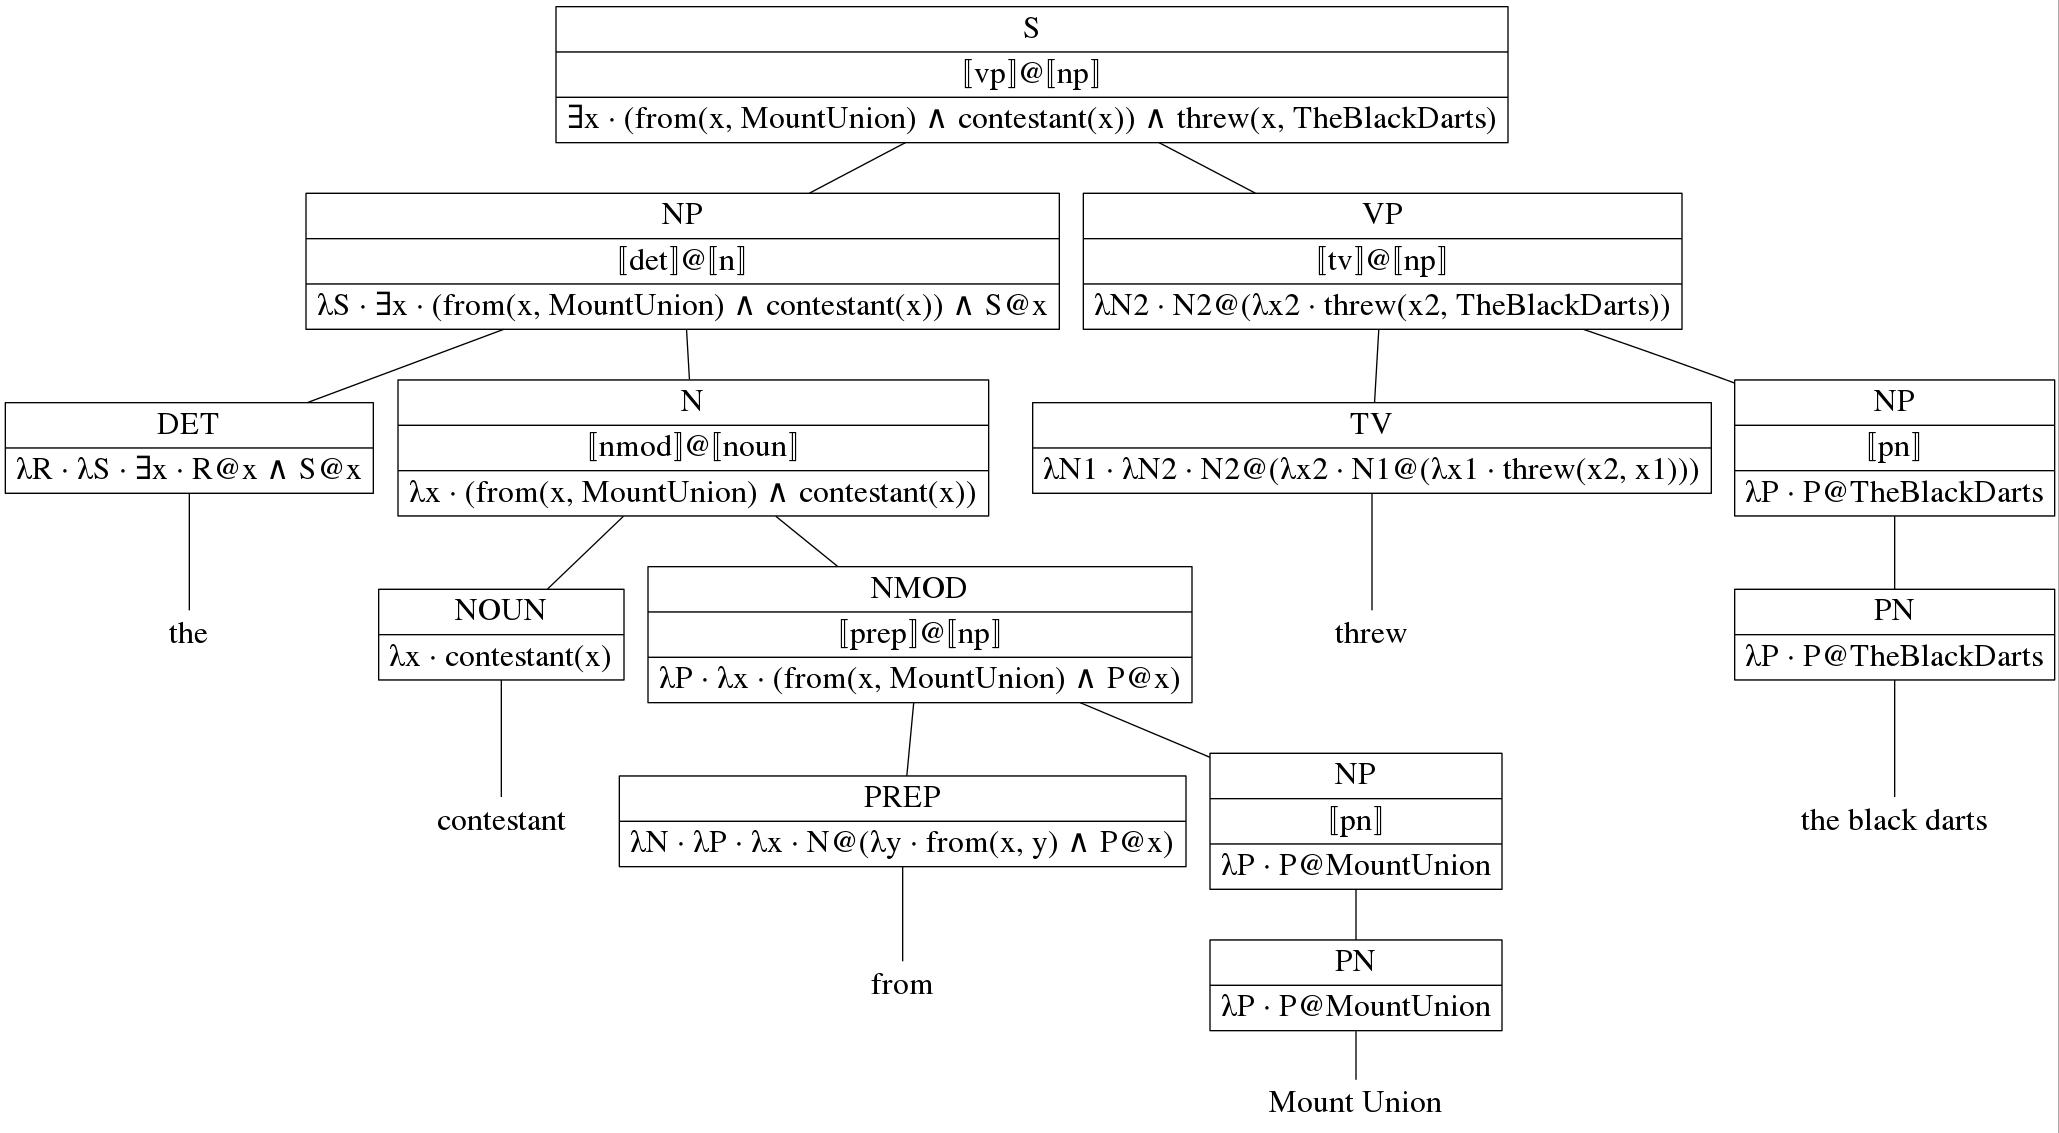 S
⟦vp⟧@⟦np⟧
∃x · (from(x, MountUnion) ∧ contestant(x)) ∧ threw(x, TheBlackDarts)
NP
⟦det⟧@⟦n⟧
λS · ∃x · (from(x, MountUnion) ∧ contestant(x)) ∧ S@x
VP
⟦tv⟧@⟦np⟧
λN2 · N2@(λx2 · threw(x2, TheBlackDarts))
DET
λR · λS · ∃x · R@x ∧ S@x
N
⟦nmod⟧@⟦noun⟧
λx · (from(x, MountUnion) ∧ contestant(x))
TV
λN1 · λN2 · N2@(λx2 · N1@(λx1 · threw(x2, x1)))
NP
⟦pn⟧
λP · P@TheBlackDarts
the
NOUN
λx · contestant(x)
NMOD
⟦prep⟧@⟦np⟧
λP · λx · (from(x, MountUnion) ∧ P@x)
threw
PN
λP · P@TheBlackDarts
contestant
PREP
λN · λP · λx · N@(λy · from(x, y) ∧ P@x)
NP
⟦pn⟧
λP · P@MountUnion
the black darts
from
PN
λP · P@MountUnion
Mount Union